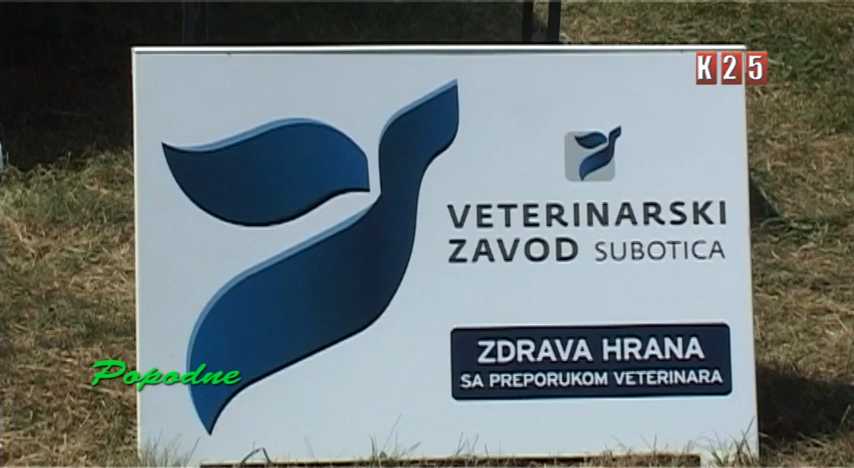 K25
VETERINARSKI
ZAVOD SUBOTICA
ZDRAVA HRANA
SA PREPORUKOM VETERINARA
Popodne